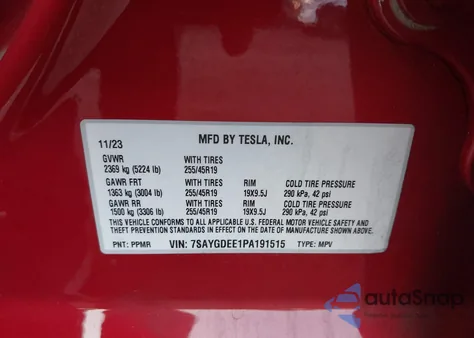 MFD BY TESLA, INC.
11/23
GVWR WITH TIRES
2369 kg (5224 lb) 255/45R19
GAWR FRT WITH TIRES RIM COLD TIRE PRESSURE
1363 kg (3004 lb) 255/45R19 19X9.5J 290 kPa, 42 psi
GAWR RR WITH TIRES RIM COLD TIRE PRESSURE
1500 kg (3306 lb) 255/45R19 19X9.5J 290 kPa, 42 psi
THIS VEHICLE CONFORMS TO ALL APPLICABLE U.S. FEDERAL MOTOR VEHICLE SAFETY
AND THEFT PREVENTION STANDARDS IN EFFECT ON THE DATE OF MANUFACTURE SHOWN ABOVE.
PNT: PPMR VIN: 7SAYGDEE1PA191515 TYPE: MPV
autoSnap